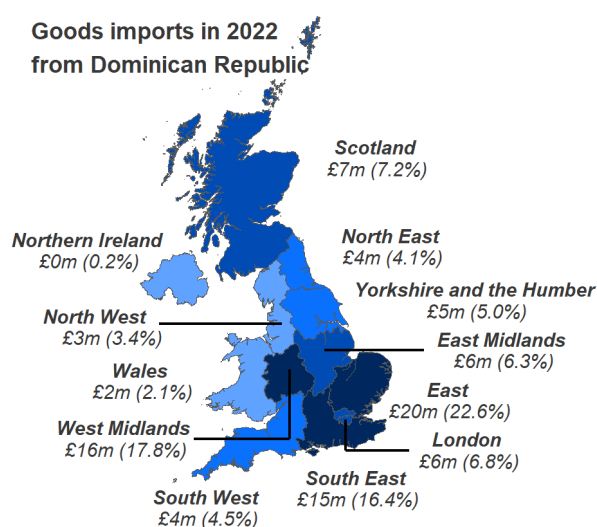 Goods imports in 2022
from Dominican Republic
Scotland
£7m (7.2%)
Northern Ireland
£0m (0.2%)
North East
£4m (4.1%)
Yorkshire and the Humber
£5m (5.0%)
North West
£3m (3.4%)
East Midlands
£6m (6.3%)
Wales
£2m (2.1%)
East
£20m (22.6%)
West Midlands
£16m (17.8%)
London
£6m (6.8%)
South East
£15m (16.4%)
South West
£4m (4.5%)